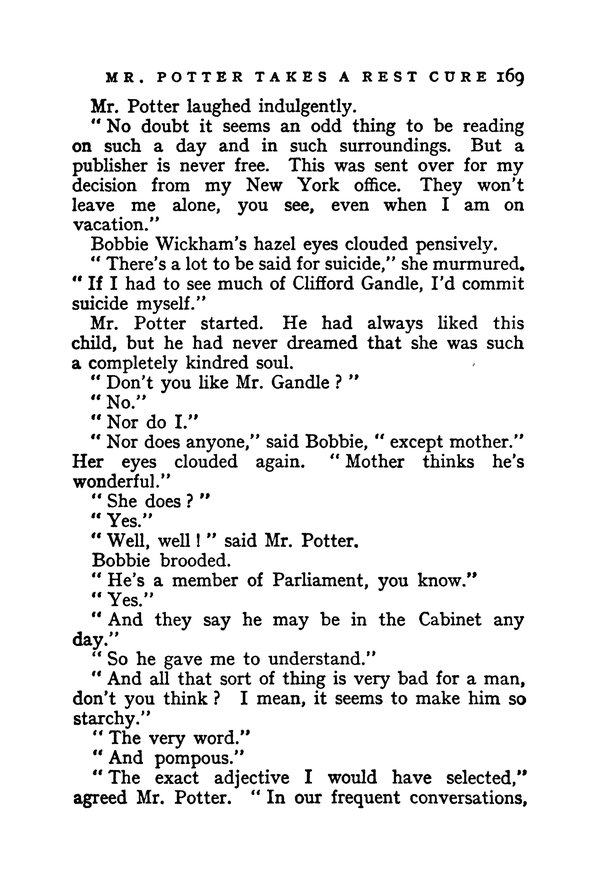 MR. POTTER TAKES A REST CURE 169
Mr. Potter laughed indulgently.
" No doubt it seems an odd thing to be reading
on such a day and in such surroundings. But a
publisher is never free. This was sent over for my
decision from my New York office. They won't
leave me alone, you see, even when I am on
vacation."
Bobbie Wickham's hazel eyes clouded pensively.
" There's a lot to be said for suicide," she murmured.
" If I had to see much of Clifford Gandle, I'd commit
suicide myself."
Mr. Potter started. He had always liked this
child, but he had never dreamed that she was such
a completely kindred soul.
" Don't you like Mr. Gandle ? "
" No."
" Nor do I."
" Nor does anyone," said Bobbie, " except mother."
Her eyes clouded again. " Mother thinks he's
wonderful."
" She does ? "
" Yes."
" Well, well ! " said Mr. Potter.
Bobbie brooded.
" He's a member of Parliament, you know."
" Yes."
" And they say he may be in the Cabinet any
day."
" So he gave me to understand."
" And all that sort of thing is very bad for a man,
don't you think ? I mean, it seems to make him so
starchy."
" The very word."
" And pompous."
" The exact adjective I would have selected,"
agreed Mr. Potter. " In our frequent conversations,